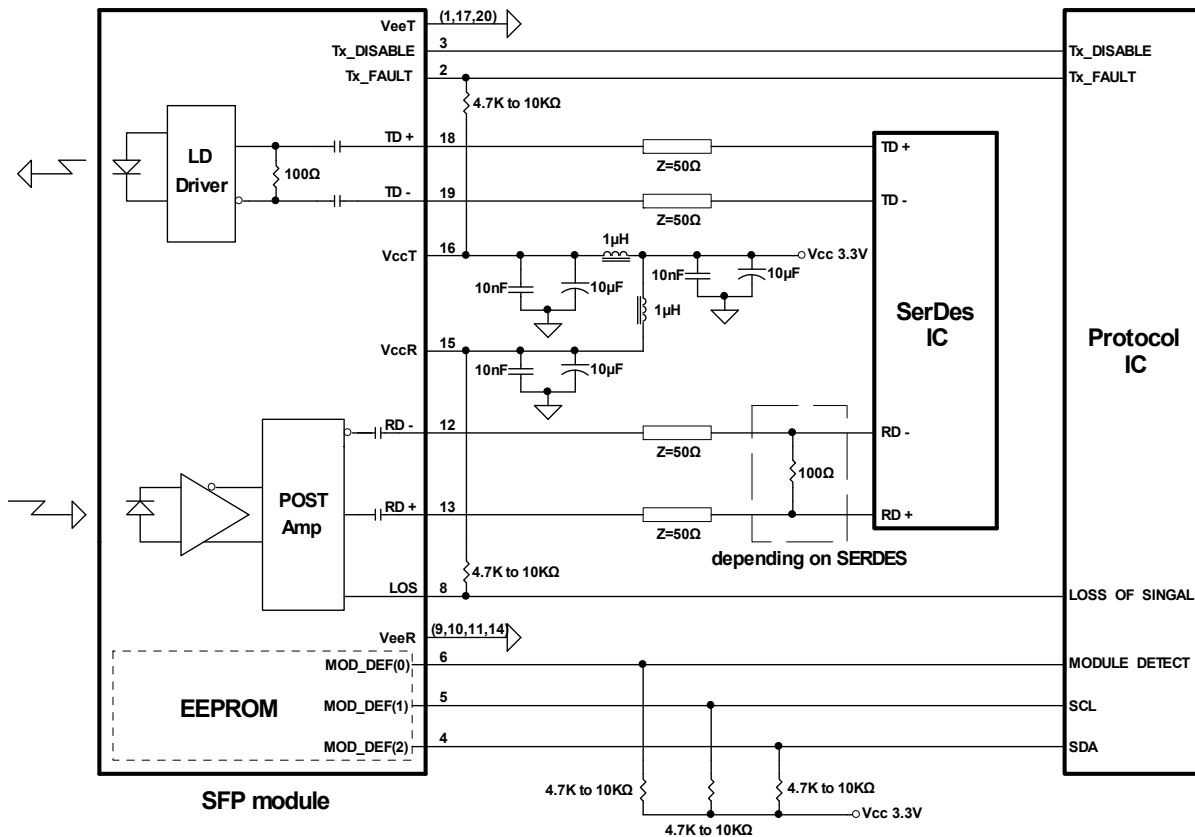 VeeT (1,17,20)
Tx_DISABLE 3 Tx_DISABLE
Tx_FAULT 2 Tx_FAULT
4.7K to 10KΩ
TD + 18 TD +
Z=50Ω
LD
Driver
100Ω
TD - 19 TD -
Z=50Ω
1µH
VccT 16 Vcc 3.3V
10nF 10µF 10nF 10µF
1µH
SerDes
IC
Protocol
IC
VccR 15
10nF 10µF
RD - 12 RD -
Z=50Ω
100Ω
POST
Amp
RD + 13 RD +
Z=50Ω
depending on SERDES
4.7K to 10KΩ
LOS 8 LOSS OF SINGAL
VeeR (9,10,11,14)
MOD_DEF(0) 6 MODULE DETECT
EEPROM
MOD_DEF(1) 5 SCL
MOD_DEF(2) 4 SDA
4.7K to 10KΩ 4.7K to 10KΩ
SFP module
Vcc 3.3V
4.7K to 10KΩ